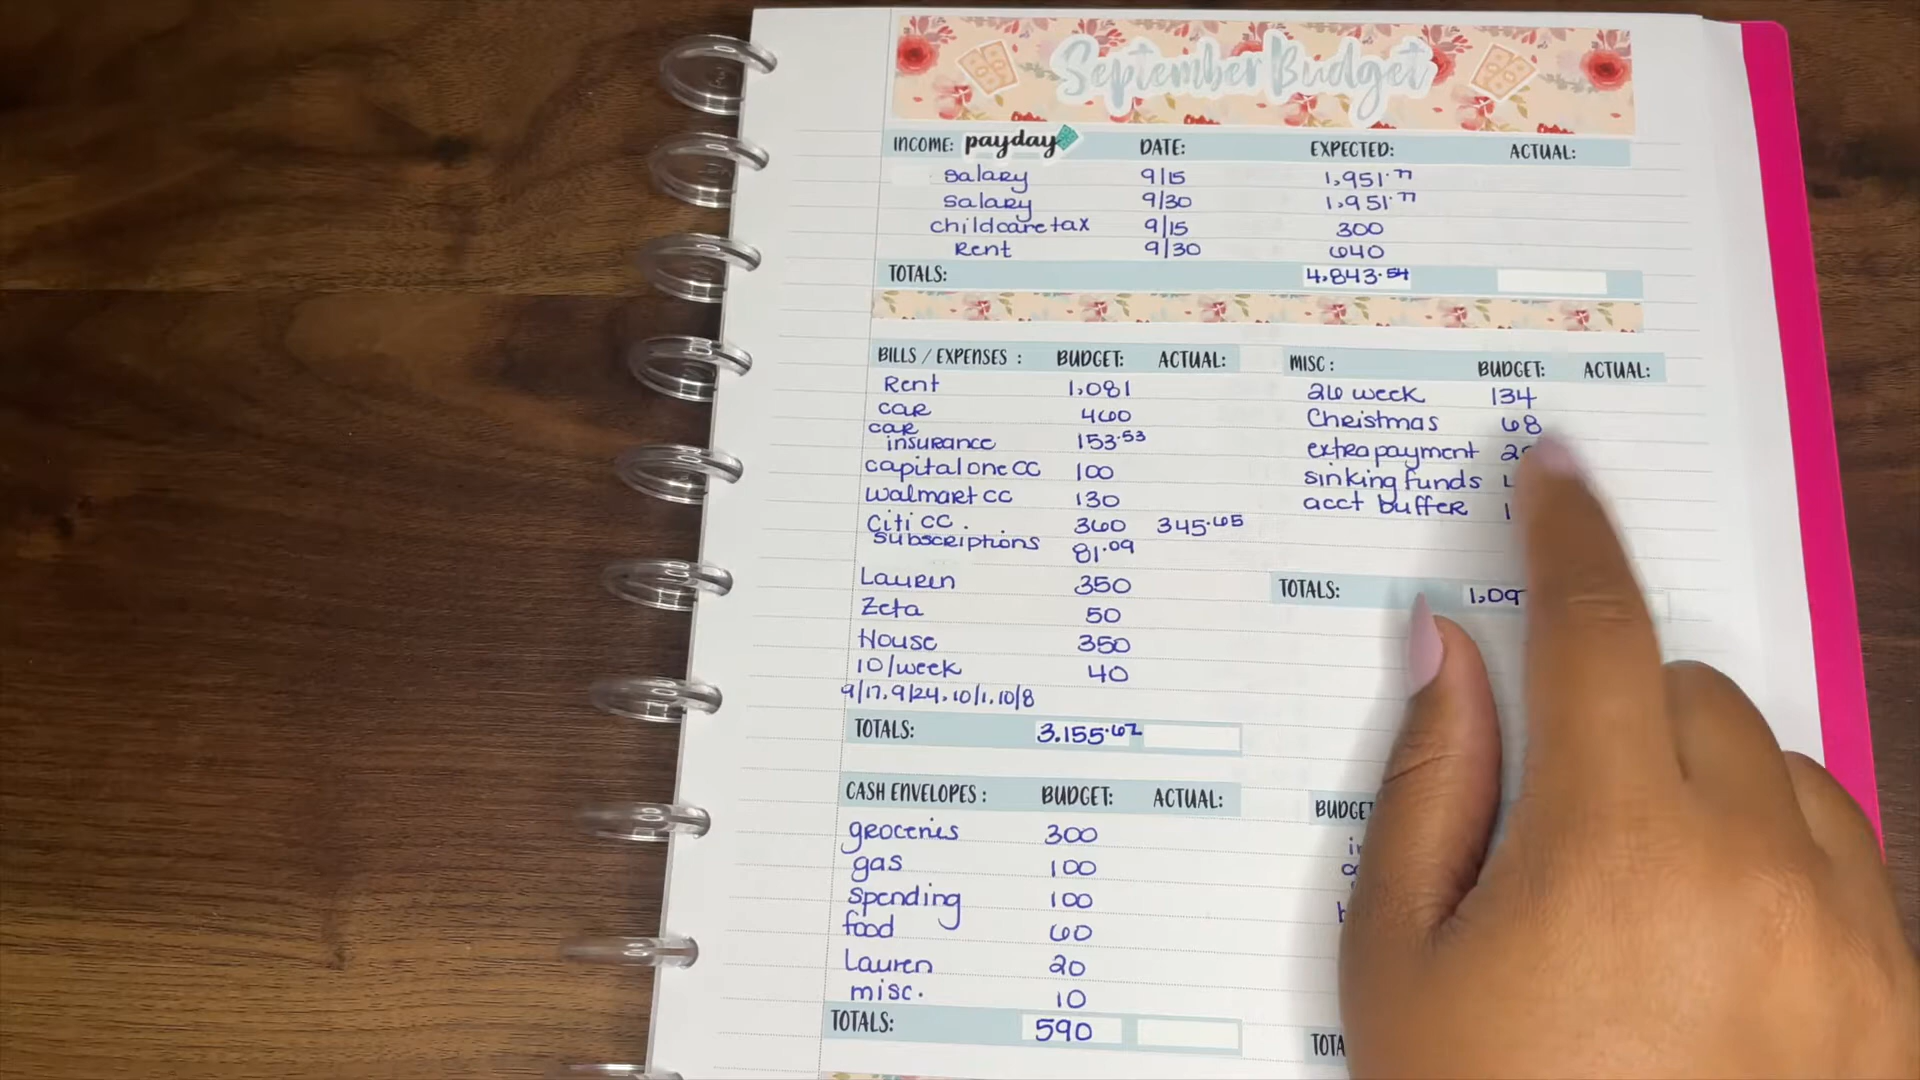 September Budget
INCOME: payday DATE: EXPECTED: ACTUAL:
salary 9/15 1,951.77
salary 9/30 1,951.77
childcare tax 9/15 300
Rent 9/30 640
TOTALS: 4,843.54
BILLS / EXPENSES : BUDGET: ACTUAL:
Rent 1,081
car 460
car
insurance 153.53
capital one CC 100
walmart CC 130
Citi CC. 360 345.65
subscriptions 81.09
Lauren 350
Zeta 50
House 350
10/week 40
9/17, 9/24, 10/1, 10/8
TOTALS: 3.155.62
MISC : BUDGET: ACTUAL:
26 week 134
Christmas 68
extra payment
sinking funds
acct buffer
TOTALS: 1,09
CASH ENVELOPES : BUDGET: ACTUAL:
groceries 300
gas 100
spending 100
food 60
Lauren 20
misc. 10
TOTALS: 590
BUDGET
TOTA